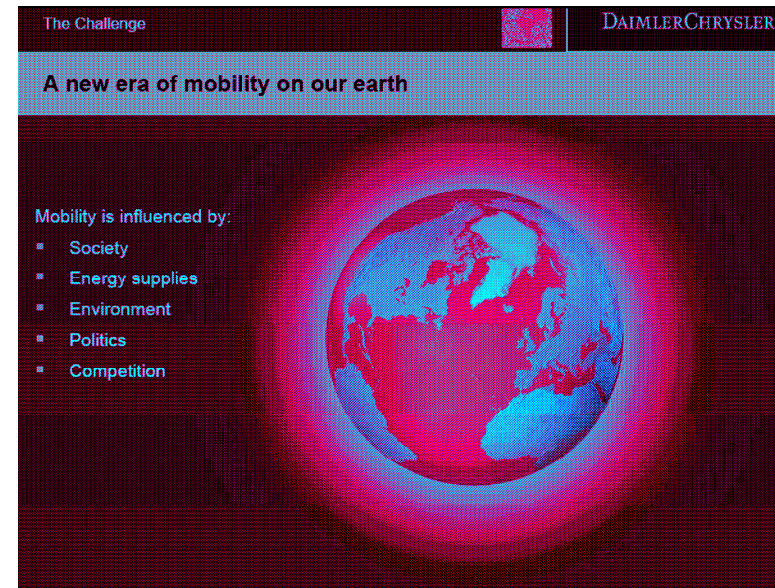 The Challenge
DAIMLERCHRYSLER
A new era of mobility on our earth
Mobility is influenced by:
Society
Energy supplies
Environment
Politics
Competition